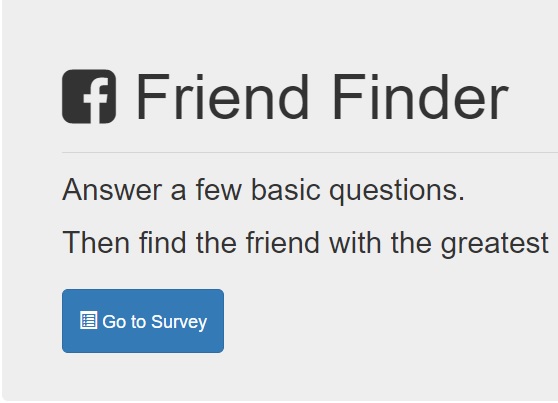 Friend Finder
Answer a few basic questions.
Then find the friend with the greatest
Go to Survey